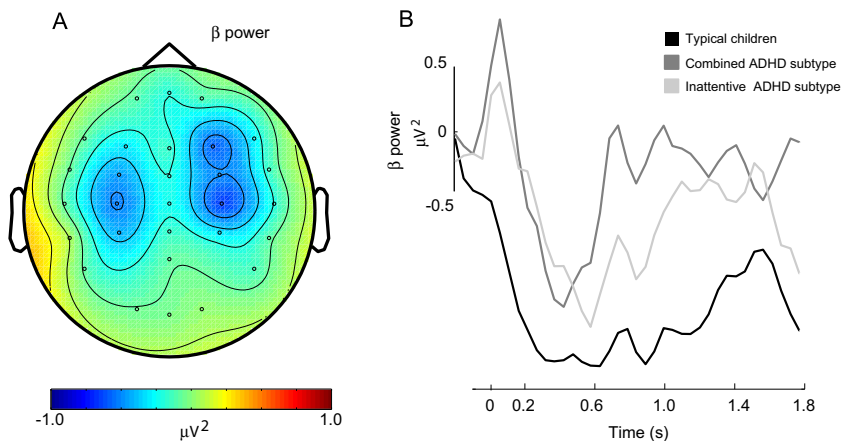 A
β power
-1.0
1.0
μV2
B
Typical children
Combined ADHD subtype
Inattentive ADHD subtype
β power
μV2
0.5
0
-0.5
0 0.2 0.6 1.0 1.4 1.8
Time (s)